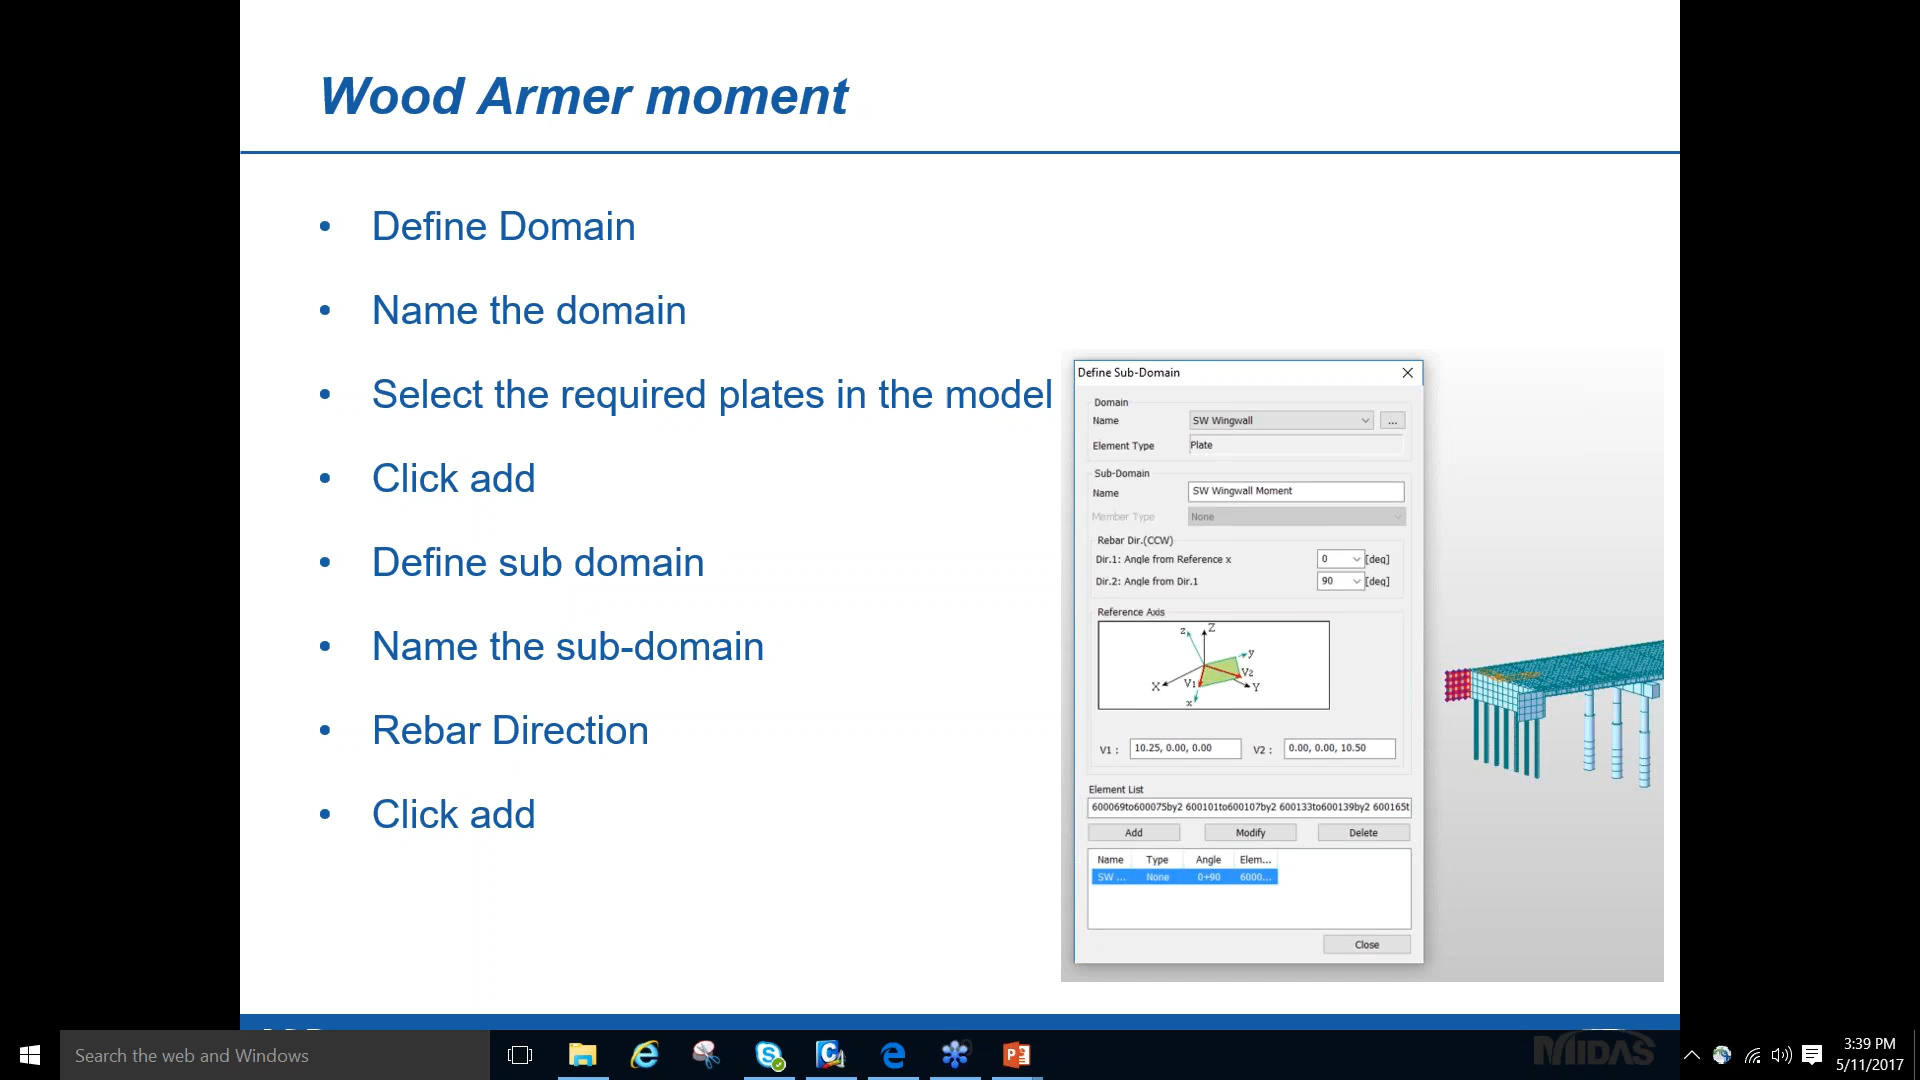 Wood Armer moment
• Define Domain
• Name the domain
• Select the required plates in the model
• Click add
• Define sub domain
• Name the sub-domain
• Rebar Direction
• Click add
Define Sub-Domain
Domain
Name SW Wingwall ...
Element Type Plate
Sub-Domain
Name SW Wingwall Moment
Member Type None
Rebar Dir.(CCW)
Dir.1: Angle from Reference x 0 [deg]
Dir.2: Angle from Dir.1 90 [deg]
Reference Axis
z Z
y
V2
X V1 Y
x
V1 : 10.25, 0.00, 0.00 V2 : 0.00, 0.00, 10.50
Element List
600069to600075by2 600101to600107by2 600133to600139by2 600165t
Add Modify Delete
Name Type Angle Elem...
SW ... None 0+90 6000...
Close
MIDAS
Search the web and Windows
3:39 PM
5/11/2017